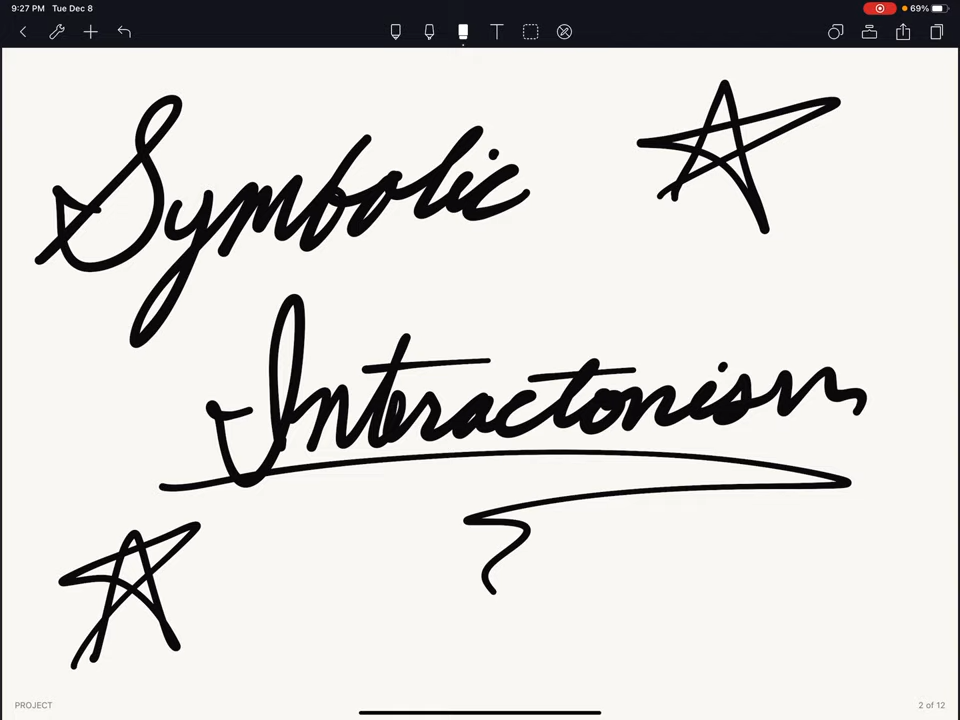 9:27 PM Tue Dec 8
69%
Symbolic
Interactonism
PROJECT
2 of 12